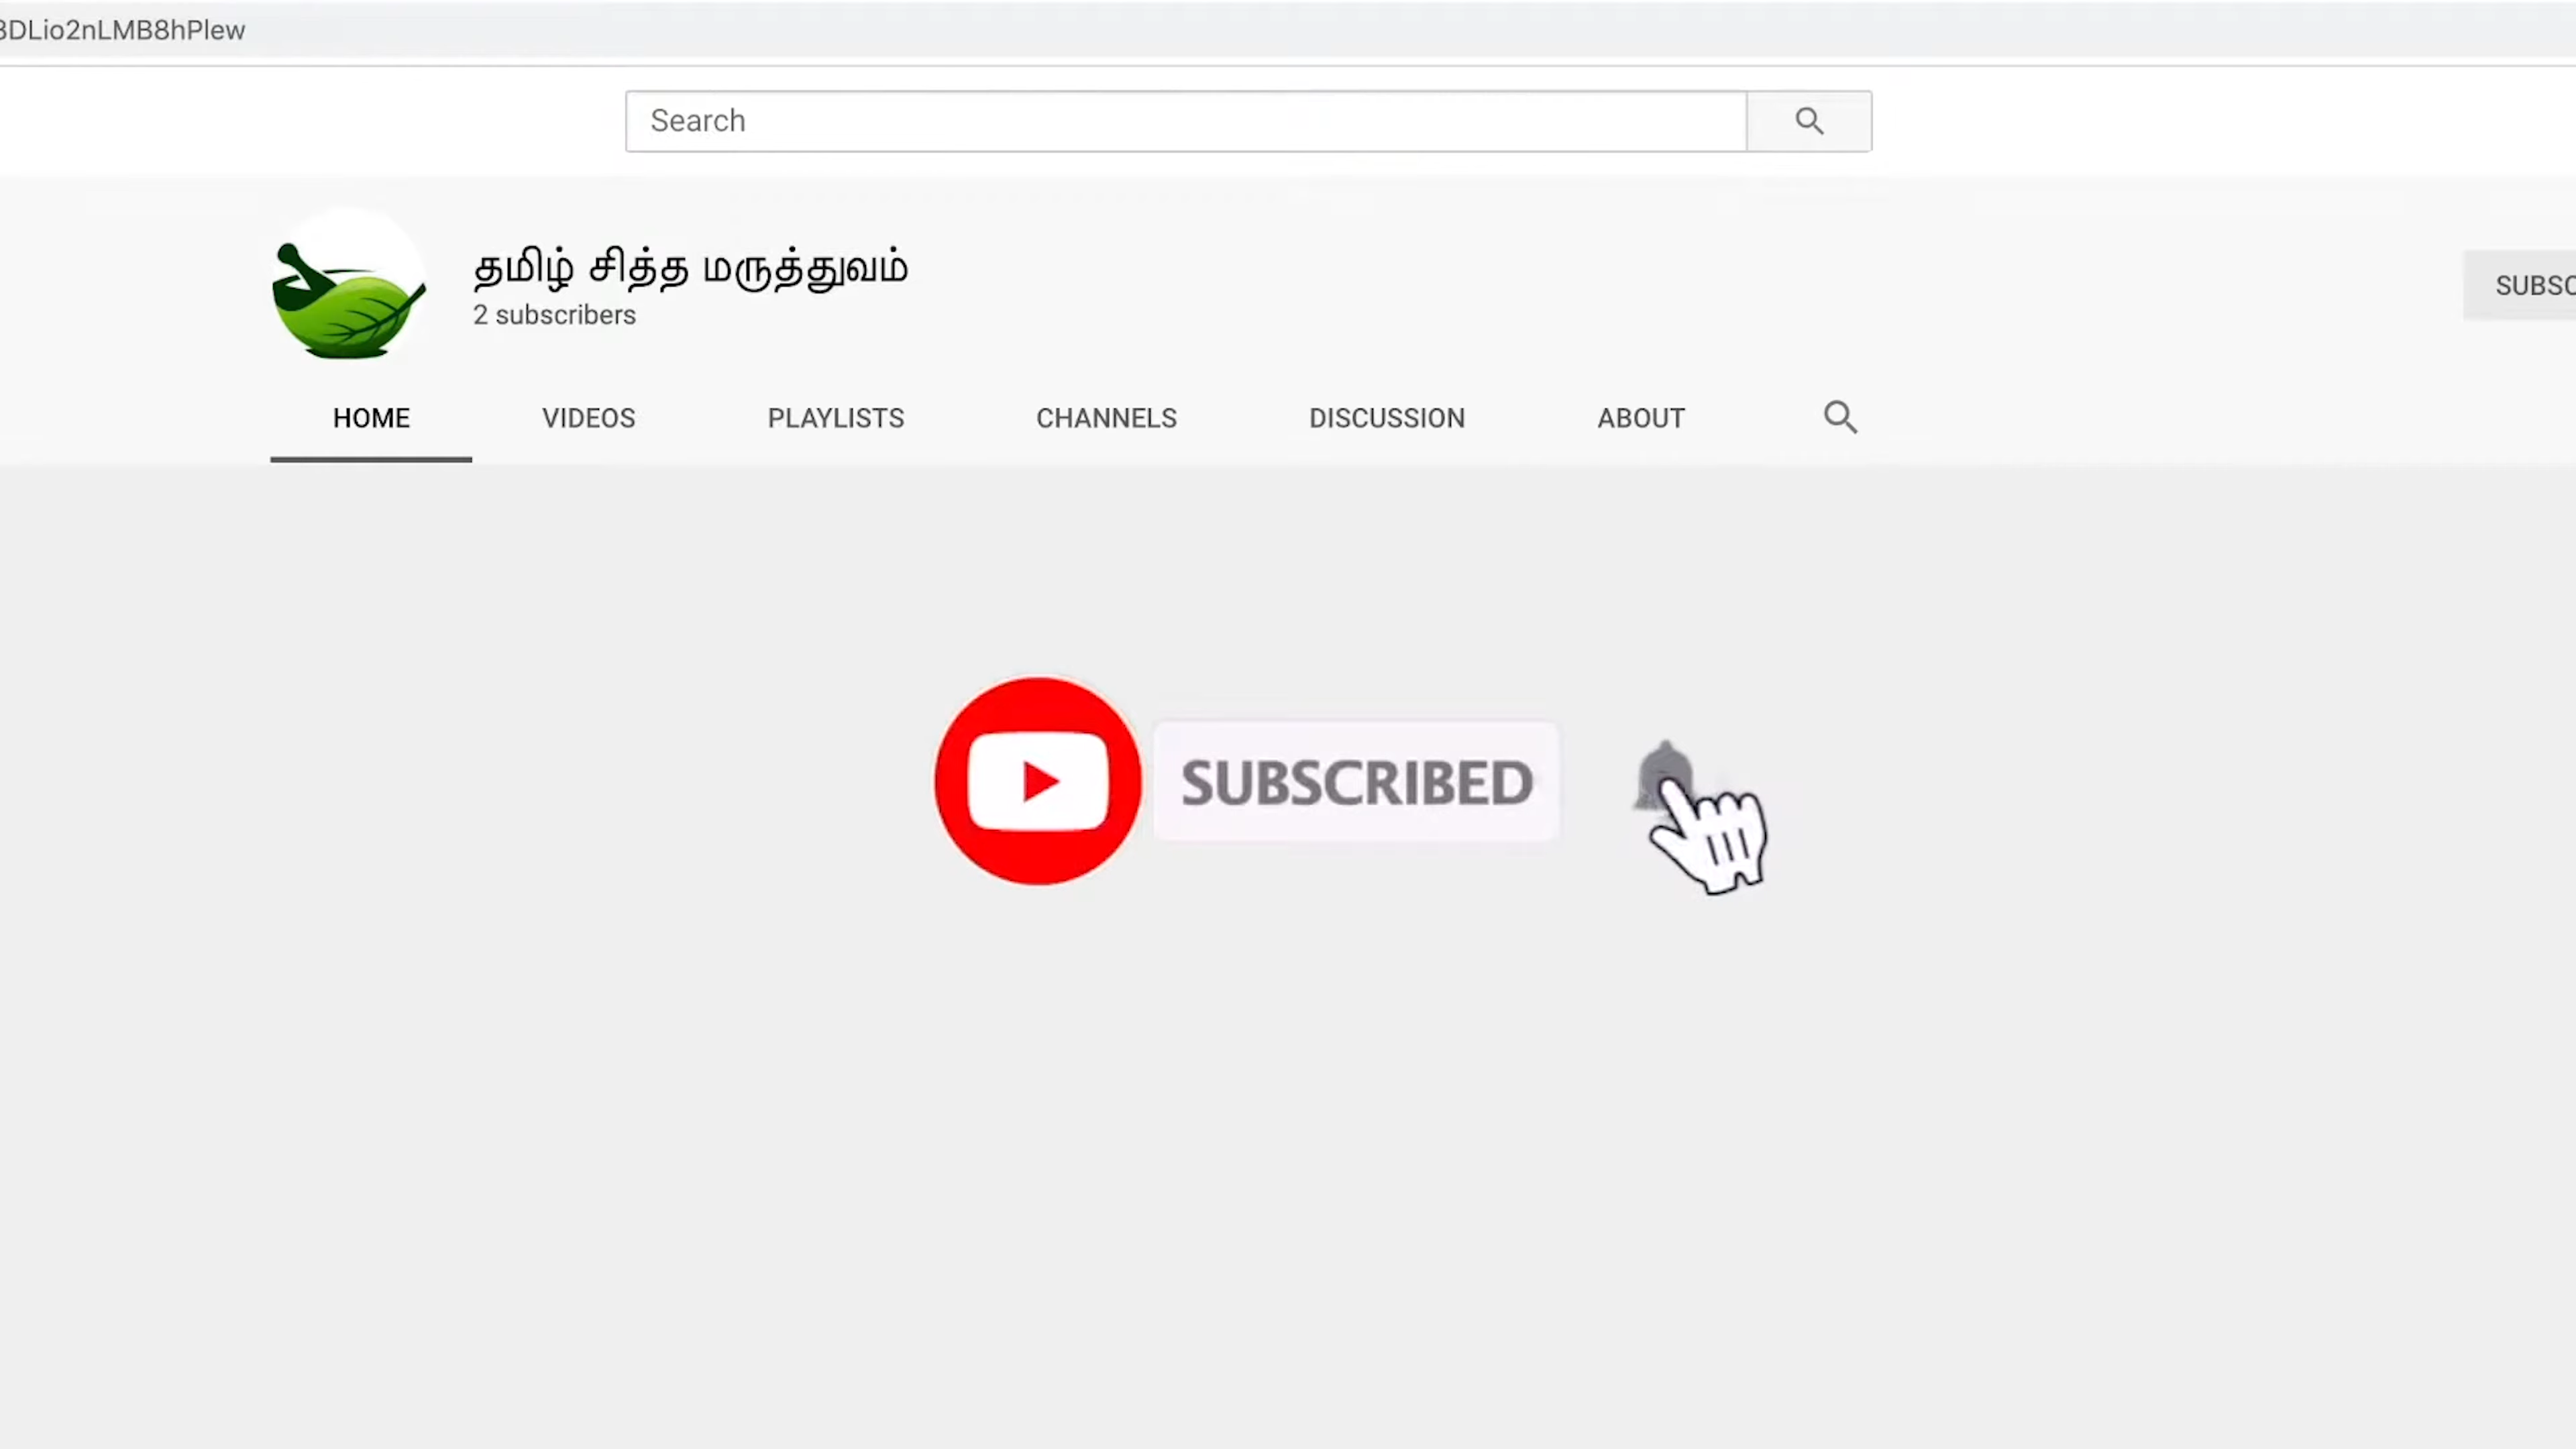 3DLio2nLMB8hPlew
Search
தமிழ் சித்த மருத்துவம்
2 subscribers
SUBSC
HOME VIDEOS PLAYLISTS CHANNELS DISCUSSION ABOUT
SUBSCRIBED